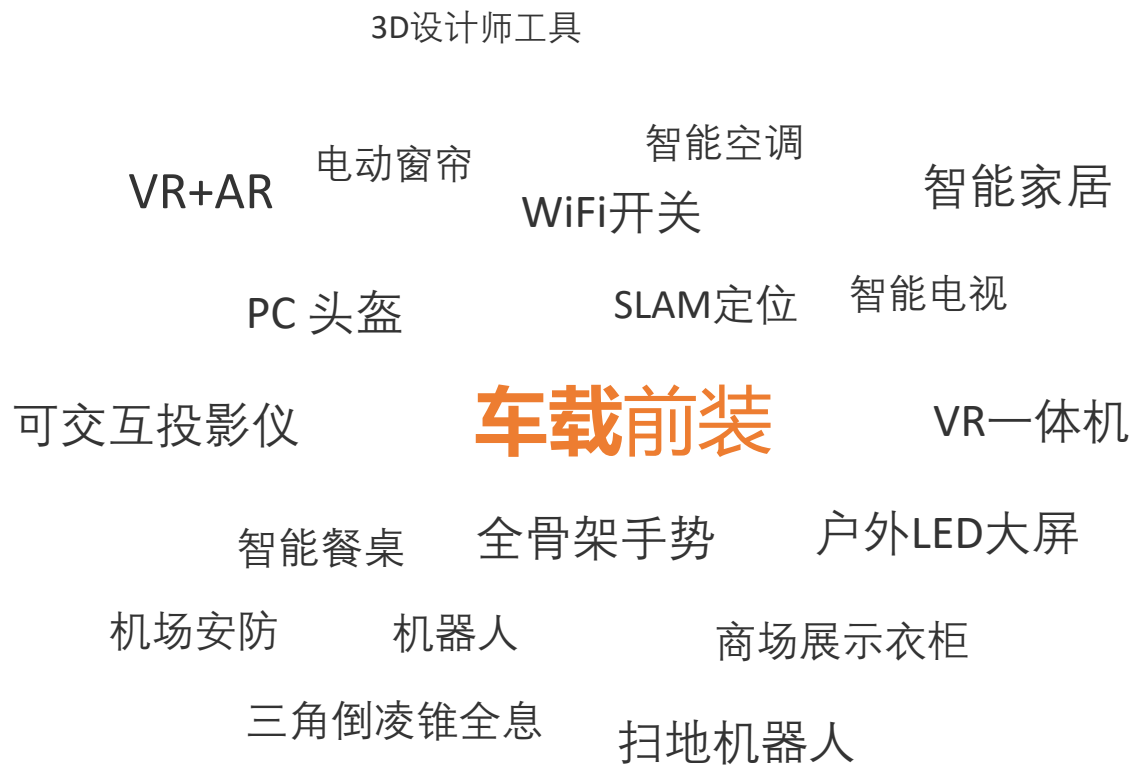 3D设计师工具
智能空调
电动窗帘
VR+AR
智能家居
WiFi开关
智能电视
SLAM定位
PC 头盔
车载前装
VR一体机
可交互投影仪
户外LED大屏
全骨架手势
智能餐桌
机场安防
机器人
商场展示衣柜
三角倒凌锥全息
扫地机器人